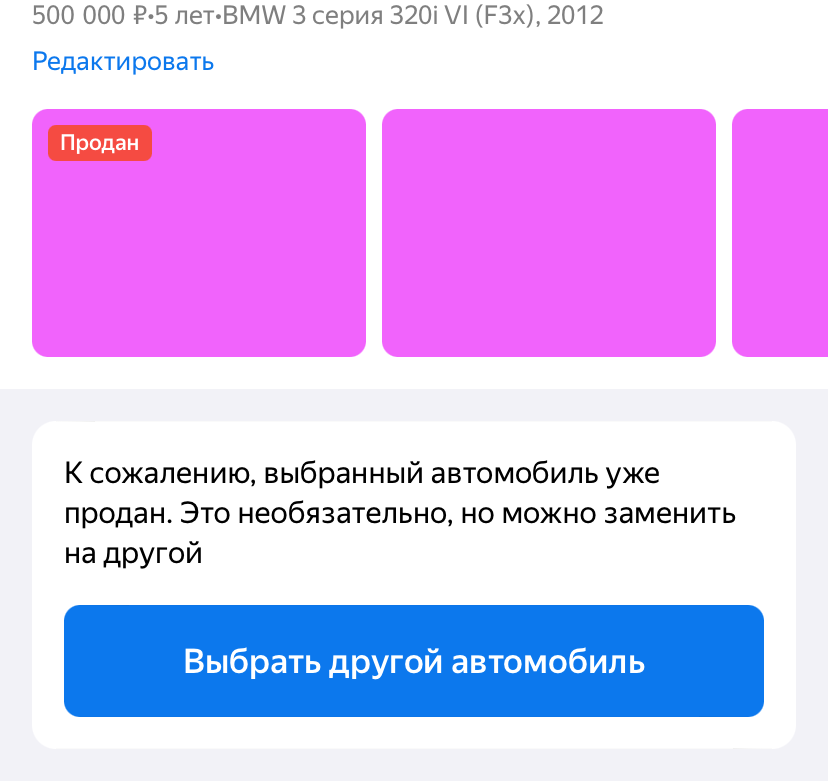 500 000 ₽•5 лет•BMW 3 серия 320i VI (F3x), 2012
Редактировать
Продан
К сожалению, выбранный автомобиль уже
продан. Это необязательно, но можно заменить
на другой
Выбрать другой автомобиль